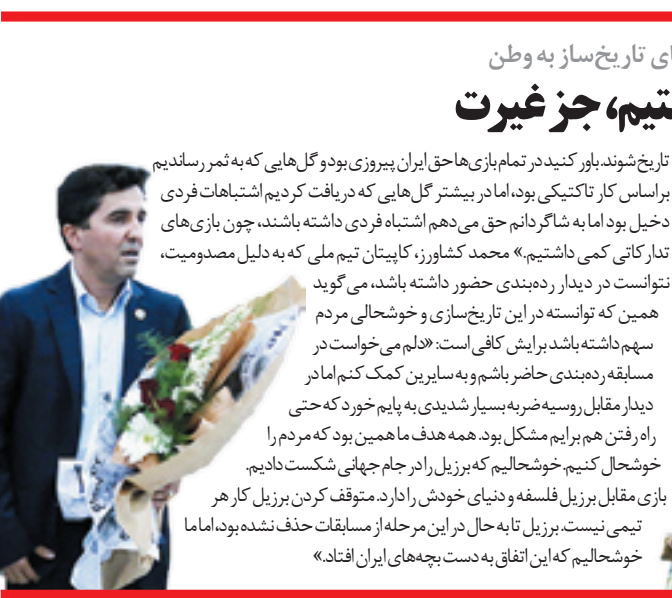 ای تاریخ‌ساز به وطن
تیم، جز غیرت
تاریخ شوند. باور کنید در تمام بازی‌ها حق ایران پیروزی بود و گل‌هایی که به ثمر رساندیم
براساس کار تاکتیکی بود، اما در بیشتر گل‌هایی که دریافت کردیم اشتباهات فردی
دخیل بود اما به شاگردانم حق می‌دهم اشتباه فردی داشته باشند، چون بازی‌های
تدارکاتی کمی داشتیم.» محمد کشاورز، کاپیتان تیم ملی که به دلیل مصدومیت،
نتوانست در دیدار رده‌بندی حضور داشته باشد، می گوید
همین که توانسته در این تاریخ‌سازی و خوشحالی مردم
سهم داشته باشد برایش کافی است: «دلم می‌خواست در
مسابقه رده‌بندی حاضر باشم و به سایرین کمک کنم اما در
دیدار مقابل روسیه ضربه بسیار شدیدی به پایم خورد که حتی
راه رفتن هم برایم مشکل بود. همه هدف ما همین بود که مردم را
خوشحال کنیم. خوشحالیم که برزیل را در جام جهانی شکست دادیم.
بازی مقابل برزیل فلسفه و دنیای خودش را دارد. متوقف کردن برزیل کار هر
تیمی نیست. برزیل تا به حال در این مرحله از مسابقات حذف نشده بود، اما ما
خوشحالیم که این اتفاق به دست بچه‌های ایران افتاد.»